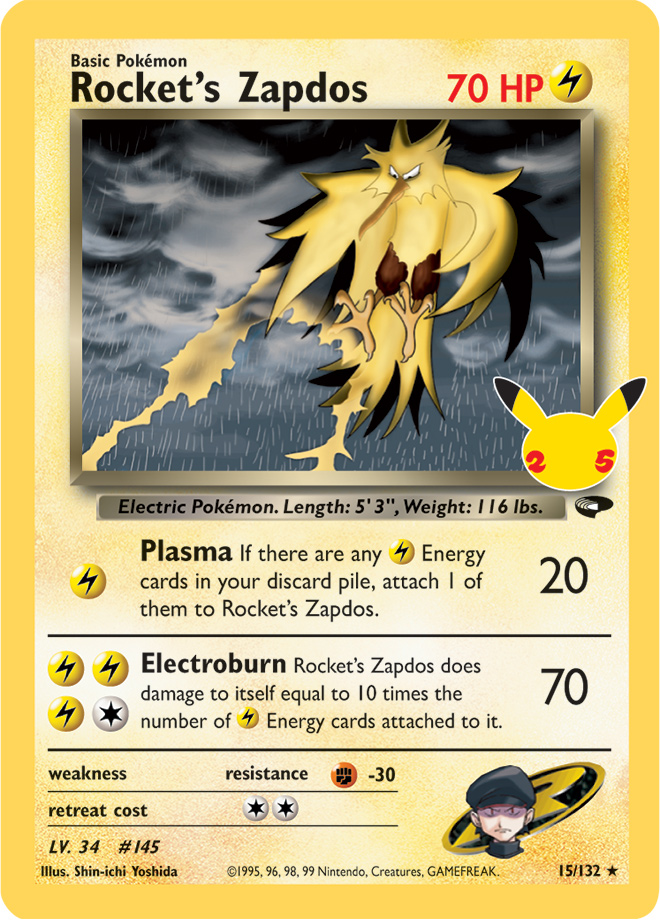 Basic Pokémon
Rocket's Zapdos 70 HP
25
Electric Pokémon. Length: 5' 3", Weight: 116 lbs.
Plasma If there are any Energy
cards in your discard pile, attach 1 of
them to Rocket's Zapdos.
20
Electroburn Rocket's Zapdos does
damage to itself equal to 10 times the
number of Energy cards attached to it.
70
weakness resistance -30
retreat cost
LV. 34 #145
Illus. Shin-ichi Yoshida ©1995, 96, 98, 99 Nintendo, Creatures, GAMEFREAK. 15/132 ★